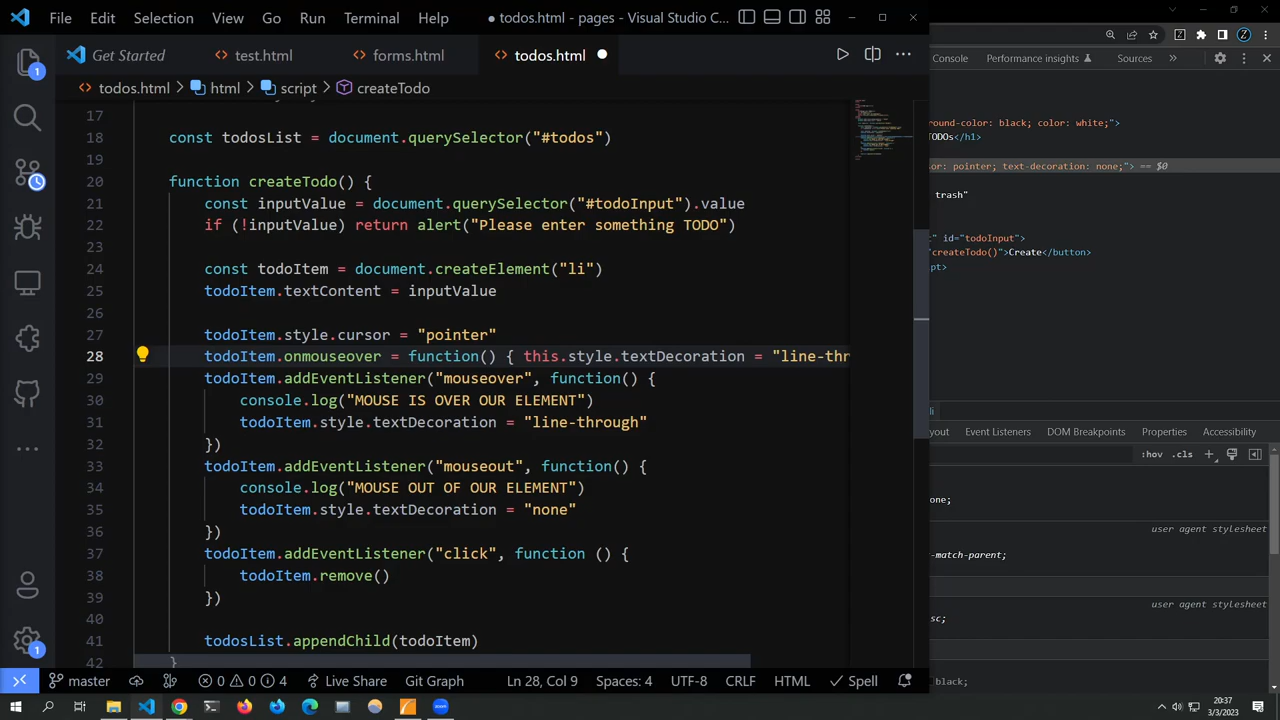 File Edit Selection View Go Run Terminal Help todos.html - pages - Visual Studio C...
Get Started test.html forms.html todos.html
todos.html > html > script > createTodo
17
18 const todosList = document.querySelector("#todos")
19
20 function createTodo() {
21 const inputValue = document.querySelector("#todoInput").value
22 if (!inputValue) return alert("Please enter something TODO")
23
24 const todoItem = document.createElement("li")
25 todoItem.textContent = inputValue
26
27 todoItem.style.cursor = "pointer"
28 todoItem.onmouseover = function() { this.style.textDecoration = "line-thr
29 todoItem.addEventListener("mouseover", function() {
30 console.log("MOUSE IS OVER OUR ELEMENT")
31 todoItem.style.textDecoration = "line-through"
32 })
33 todoItem.addEventListener("mouseout", function() {
34 console.log("MOUSE OUT OF OUR ELEMENT")
35 todoItem.style.textDecoration = "none"
36 })
37 todoItem.addEventListener("click", function () {
38 todoItem.remove()
39 })
40
41 todosList.appendChild(todoItem)
42 }
1
1
master 0 0 4 Live Share Git Graph Ln 28, Col 9 Spaces: 4 UTF-8 CRLF HTML Spell
Z Z
Console Performance insights Sources »
round-color: black; color: white;">
TODOs</h1>
sor: pointer; text-decoration: none;"> == $0
trash"
t" id="todoInput">
"createTodo()">Create</button>
pt>
li
yout Event Listeners DOM Breakpoints Properties Accessibility
:hov .cls
one;
user agent stylesheet
-match-parent;
user agent stylesheet
sc;
black;
zoom
20:37
3/3/2023